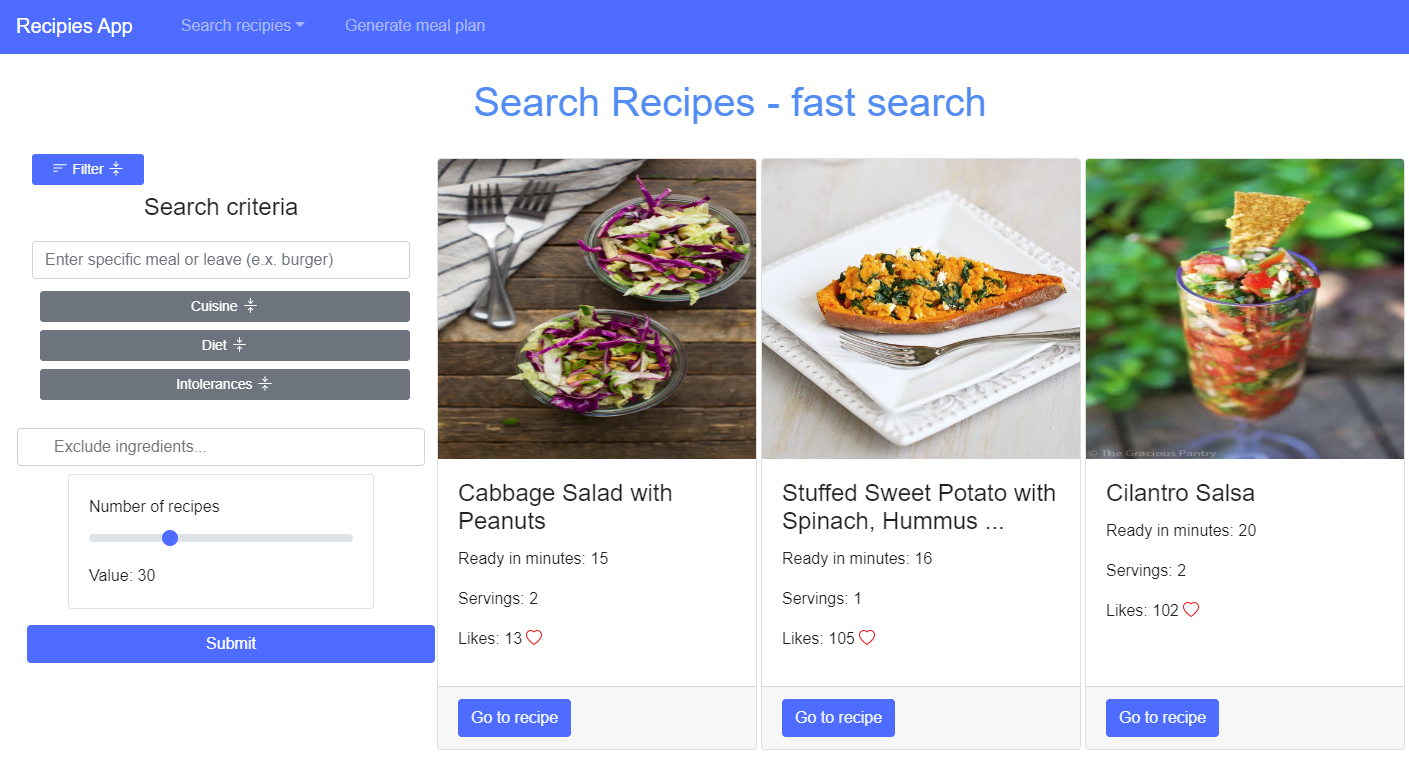 Recipies App
Search recipies
Generate meal plan
Search Recipes - fast search
Filter
Search criteria
Enter specific meal or leave (e.x. burger)
Cuisine
Diet
Intolerances
Exclude ingredients...
Number of recipes
Value: 30
Submit
Cabbage Salad with
Peanuts
Ready in minutes: 15
Servings: 2
Likes: 13
Go to recipe
Stuffed Sweet Potato with
Spinach, Hummus ...
Ready in minutes: 16
Servings: 1
Likes: 105
Go to recipe
© The Gracious Pantry
Cilantro Salsa
Ready in minutes: 20
Servings: 2
Likes: 102
Go to recipe